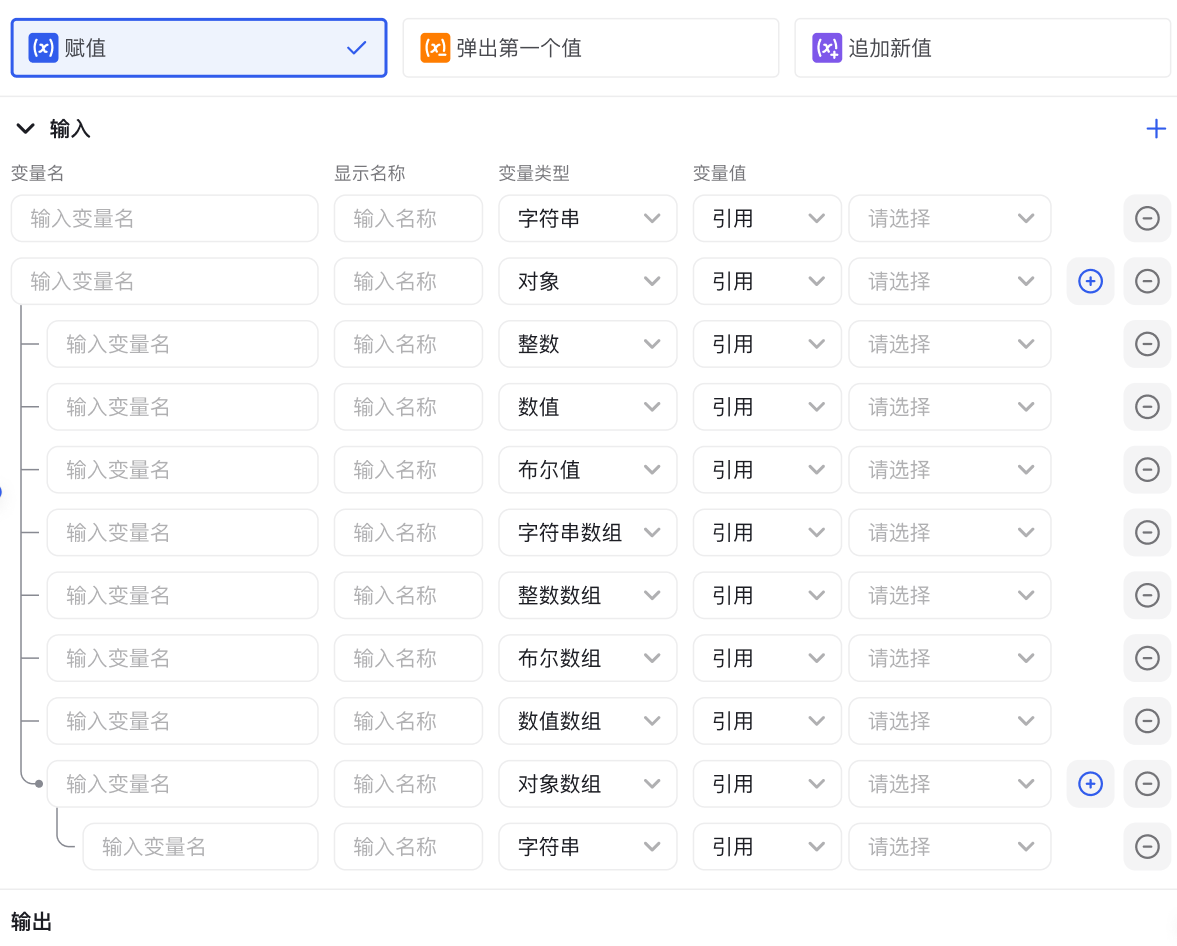 赋值 弹出第一个值 追加新值
输入
变量名 显示名称 变量类型 变量值
输入变量名 输入名称 字符串 引用 请选择
输入变量名 输入名称 对象 引用 请选择
输入变量名 输入名称 整数 引用 请选择
输入变量名 输入名称 数值 引用 请选择
输入变量名 输入名称 布尔值 引用 请选择
输入变量名 输入名称 字符串数组 引用 请选择
输入变量名 输入名称 整数数组 引用 请选择
输入变量名 输入名称 布尔数组 引用 请选择
输入变量名 输入名称 数值数组 引用 请选择
输入变量名 输入名称 对象数组 引用 请选择
输入变量名 输入名称 字符串 引用 请选择
输出